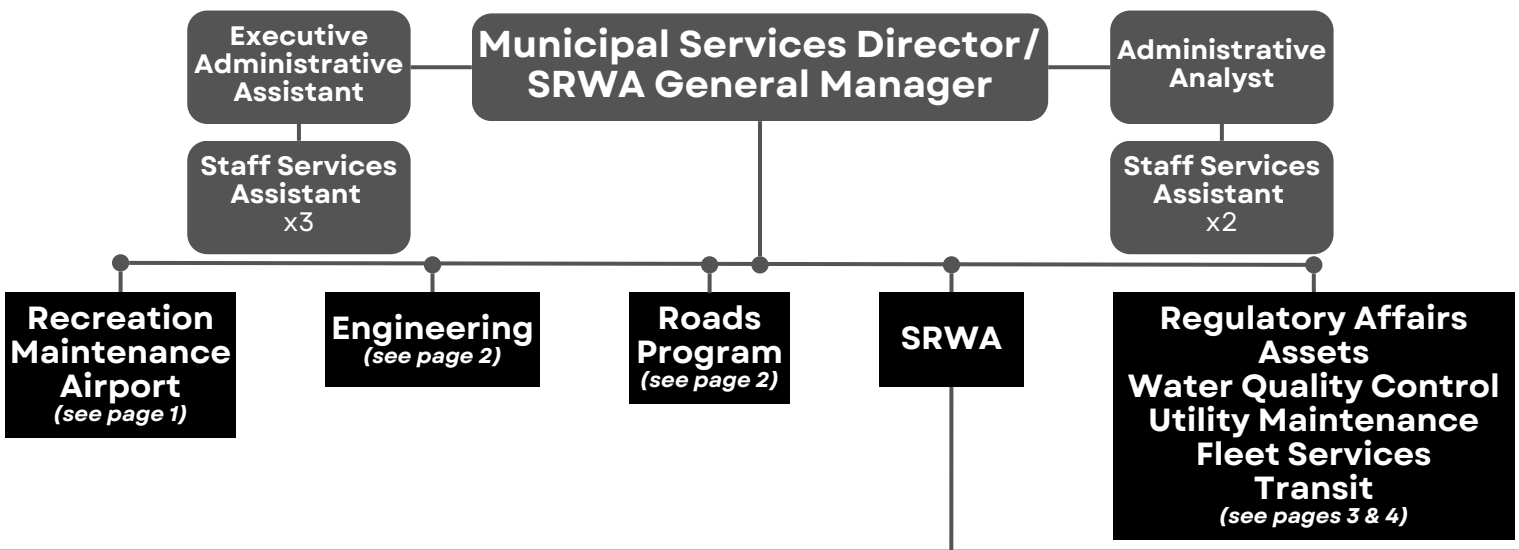 Executive
Administrative
Assistant
Municipal Services Director/
SRWA General Manager
Administrative
Analyst
Staff Services
Assistant
x3
Staff Services
Assistant
x2
Recreation
Maintenance
Airport
(see page 1)
Engineering
(see page 2)
Roads
Program
(see page 2)
SRWA
Regulatory Affairs
Assets
Water Quality Control
Utility Maintenance
Fleet Services
Transit
(see pages 3 & 4)